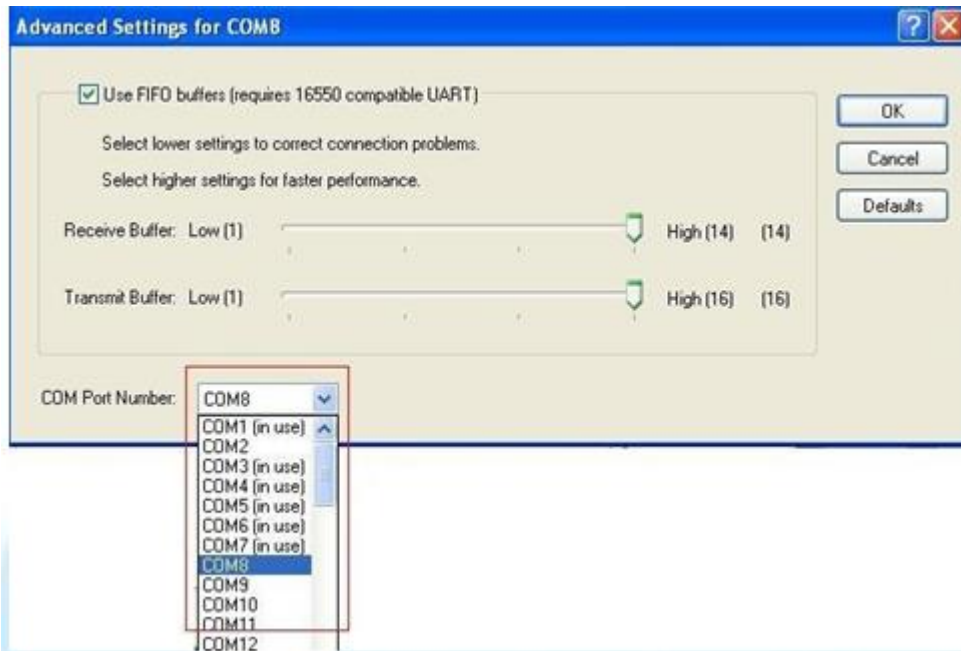 Advanced Settings for COM8
Use FIFO buffers (requires 16550 compatible UART)
OK
Select lower settings to correct connection problems.
Cancel
Select higher settings for faster performance.
Defaults
Receive Buffer: Low (1) High (14) (14)
Transmit Buffer: Low (1) High (16) (16)
COM Port Number: COM8
COM1 (in use)
COM2
COM3 (in use)
COM4 (in use)
COM5 (in use)
COM6 (in use)
COM7 (in use)
COM8
COM9
COM10
COM11
COM12